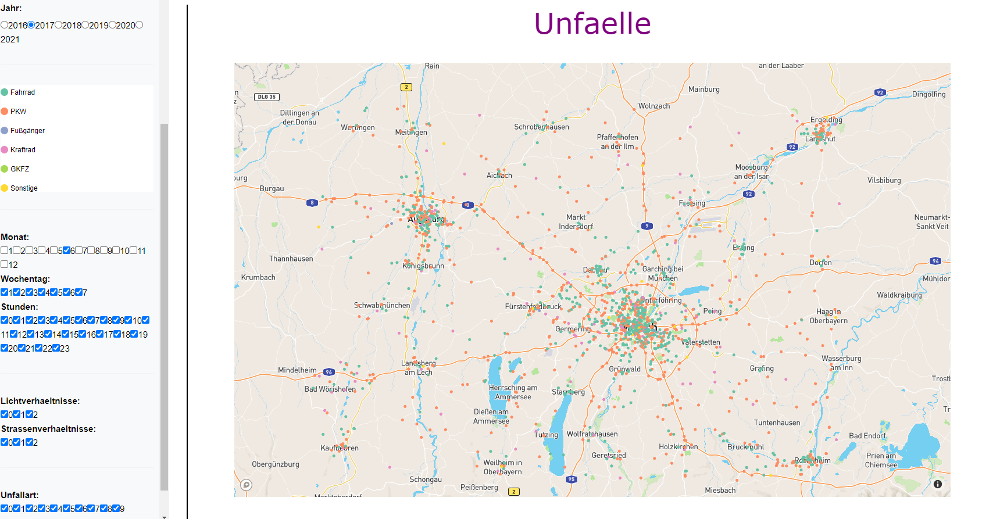 Jahr:
2016 2017 2018 2019 2020
2021
Fahrrad
PKW
Fußgänger
Kraftrad
GKFZ
Sonstige
Monat:
1 2 3 4 5 6 7 8 9 10 11
12
Wochentag:
1 2 3 4 5 6 7
Stunden:
0 1 2 3 4 5 6 7 8 9 10
11 12 13 14 15 16 17 18 19
20 21 22 23
Lichtverhaeltnisse:
0 1 2
Strassenverhaeltnisse:
0 1 2
Unfallart:
0 1 2 3 4 5 6 7 8 9
Unfaelle
Rain
an der Laaber
2
Mainburg
92
Dingolfing
DLG 35
Dillingen an
der Donau
Wolnzach
Wertingen
Meitingen
Schrobenhausen
Ergolding
Landshut
Pfaffenhofen
an der Ilm
92
Aichach
Moosburg
an der Isar
burg
Burgau
Vilsbiburg
92
8
8
Freising
Augsburg
Markt
Indersdorf
9
Neumarkt-
Sankt Veit
Erding
Thannhausen
Königsbrunn
Dachau
Garching bei
München
Dorfen
94
Krumbach
Mühldor
Schwabmünchen
Fürstenfeldbruck
Unterföhring
Waldkraiburg
Poing
Haag in
Oberbayern
Germering
München
Vaterstetten
Mindelheim
96
Landsberg
am Lech
Grünwald
Grafing
Wasserburg
am Inn
Bad Wörishofen
Herrsching am
Ammersee
Starnberg
Trostb
Dießen am
Ammersee
Tuntenhausen
Tr
Tutzing
Wolfratshausen
Bad Endorf
Kaufbeuren
Geretsried
Holzkirchen
Bruckmühl
Prien am
Chiemsee
Obergünzburg
Weilheim in
Oberbayern
Rosenheim
Schongau
Peißenberg
95
2
Miesbach
Marktoberdorf